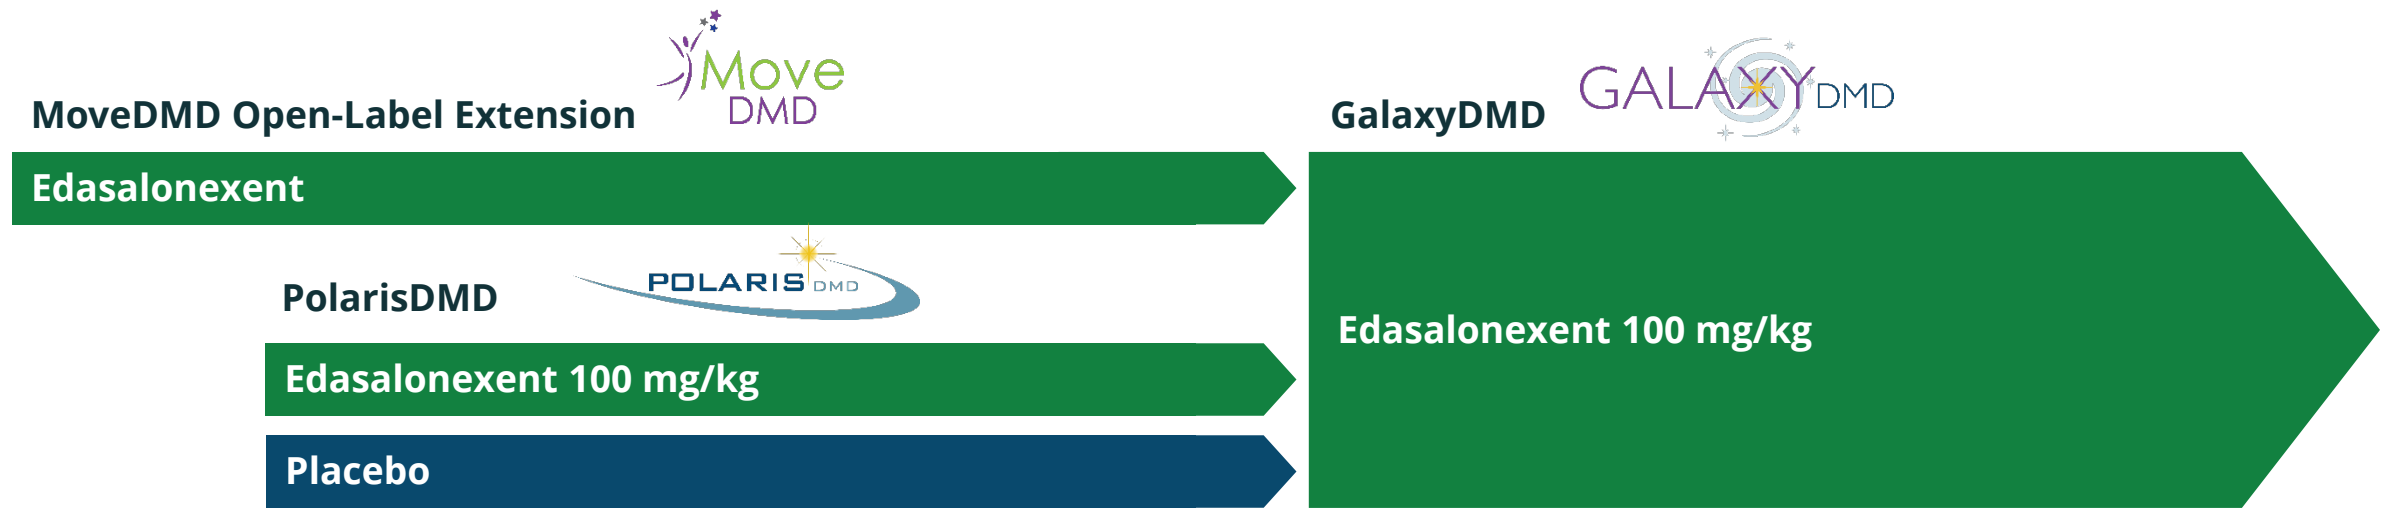 MoveDMD Open-Label Extension
Move
DMD
GalaxyDMD
GALAXY DMD
Edasalonexent
PolarisDMD
POLARIS DMD
Edasalonexent 100 mg/kg
Placebo
Edasalonexent 100 mg/kg